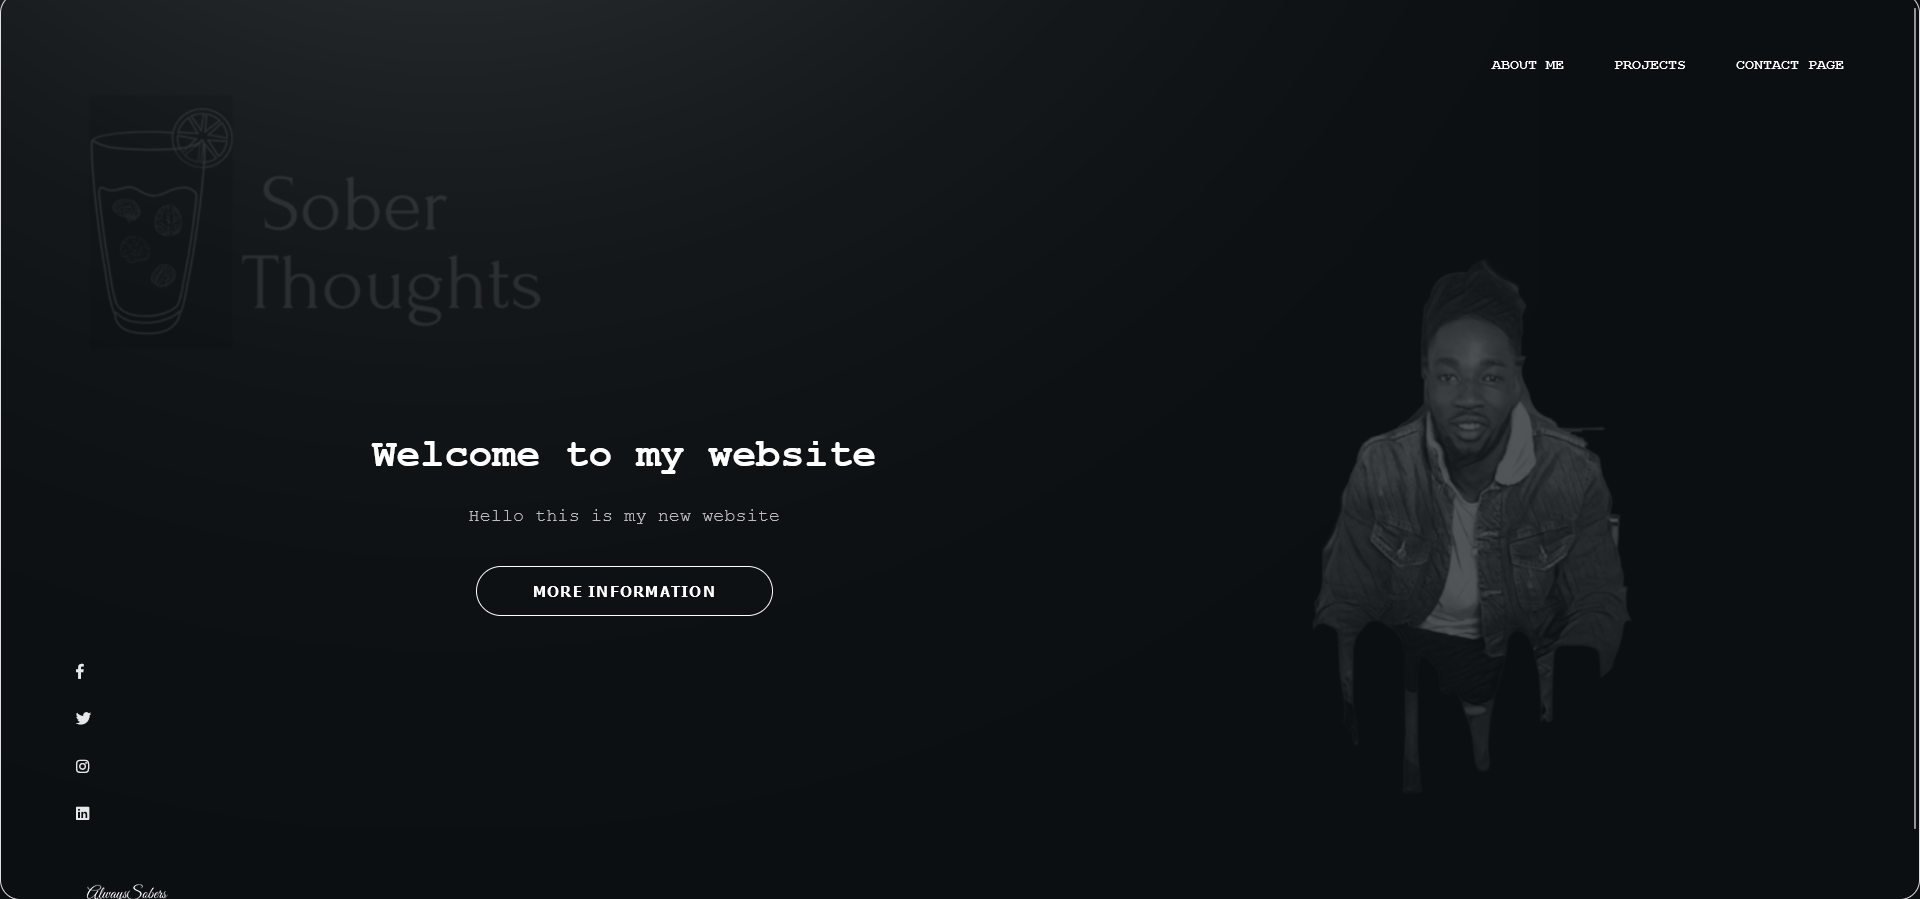 ABOUT ME PROJECTS CONTACT PAGE
Sober
Thoughts
Welcome to my website
Hello this is my new website
MORE INFORMATION
AlwaysSobers